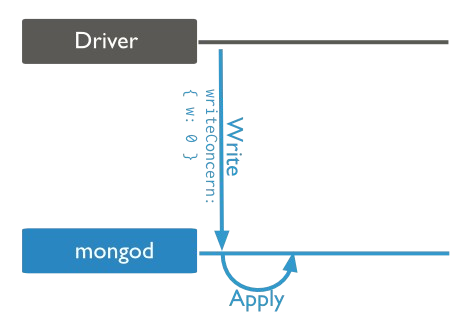 Driver
Write
writeConcern:
{ w: 0 }
mongod
Apply